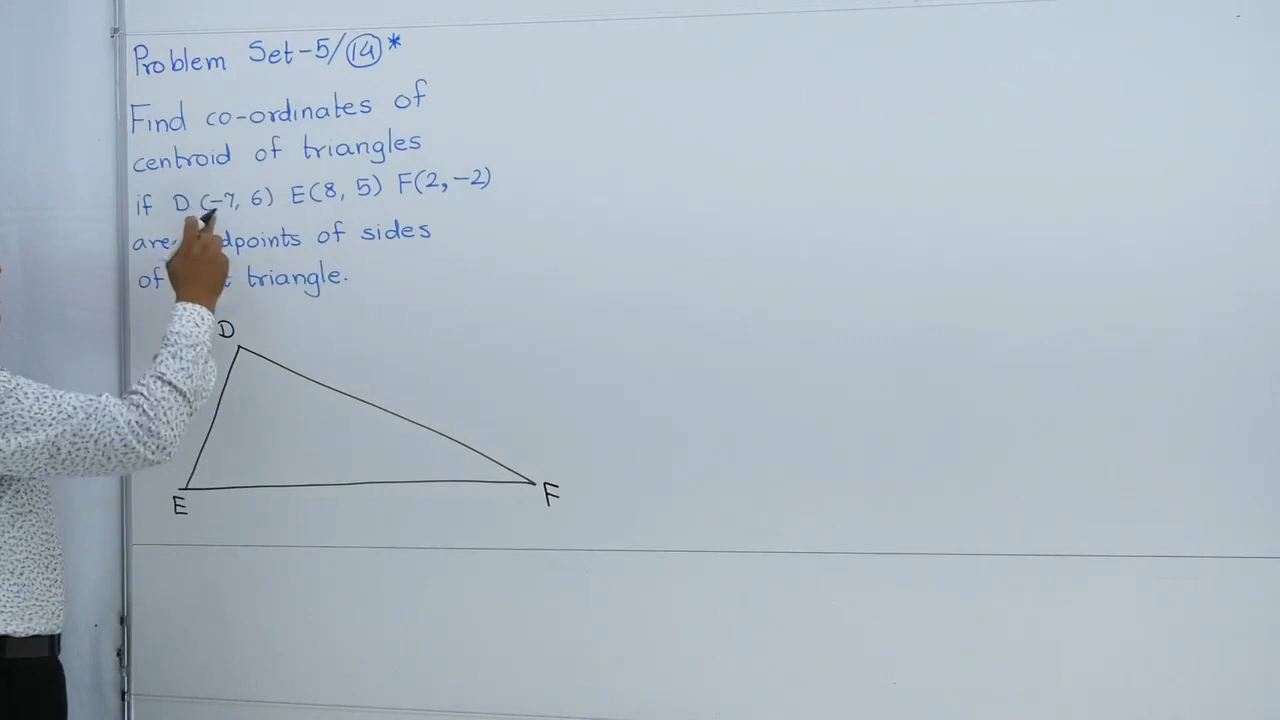 Problem Set-5/14*
Find co-ordinates of
centroid of triangles
if D (-7, 6) E(8, 5) F(2, -2)
are dpoints of sides
of triangle.
D
E
F